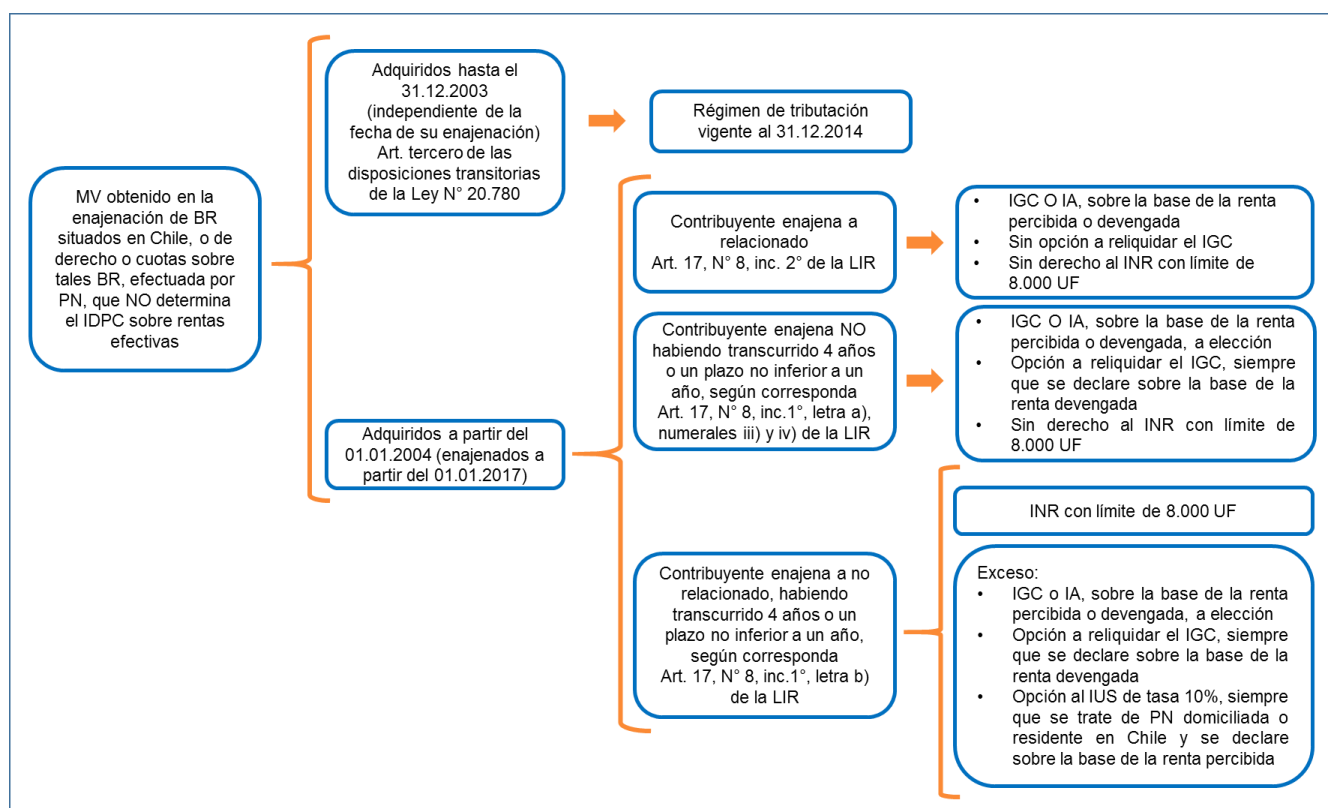 MV obtenido en la
enajenación de BR
situados en Chile, o de
derecho o cuotas sobre
tales BR, efectuada por
PN, que NO determina
el IDPC sobre rentas
efectivas
Adquiridos hasta el
31.12.2003
(independiente de la
fecha de su enajenación)
Art. tercero de las
disposiciones transitorias
de la Ley N° 20.780
Régimen de tributación
vigente al 31.12.2014
Adquiridos a partir del
01.01.2004 (enajenados a
partir del 01.01.2017)
Contribuyente enajena a
relacionado
Art. 17, N° 8, inc. 2° de la LIR
• IGC O IA, sobre la base de la renta
percibida o devengada
• Sin opción a reliquidar el IGC
• Sin derecho al INR con límite de
8.000 UF
Contribuyente enajena NO
habiendo transcurrido 4 años
o un plazo no inferior a un
año, según corresponda
Art. 17, N° 8, inc.1°, letra a),
numerales iii) y iv) de la LIR
• IGC O IA, sobre la base de la renta
percibida o devengada, a elección
• Opción a reliquidar el IGC, siempre
que se declare sobre la base de la
renta devengada
• Sin derecho al INR con límite de
8.000 UF
Contribuyente enajena a no
relacionado, habiendo
transcurrido 4 años o un
plazo no inferior a un año,
según corresponda
Art. 17, N° 8, inc.1°, letra b)
de la LIR
INR con límite de 8.000 UF
Exceso:
• IGC o IA, sobre la base de la renta
percibida o devengada, a elección
• Opción a reliquidar el IGC, siempre
que se declare sobre la base de la
renta devengada
• Opción al IUS de tasa 10%, siempre
que se trate de PN domiciliada o
residente en Chile y se declare
sobre la base de la renta percibida